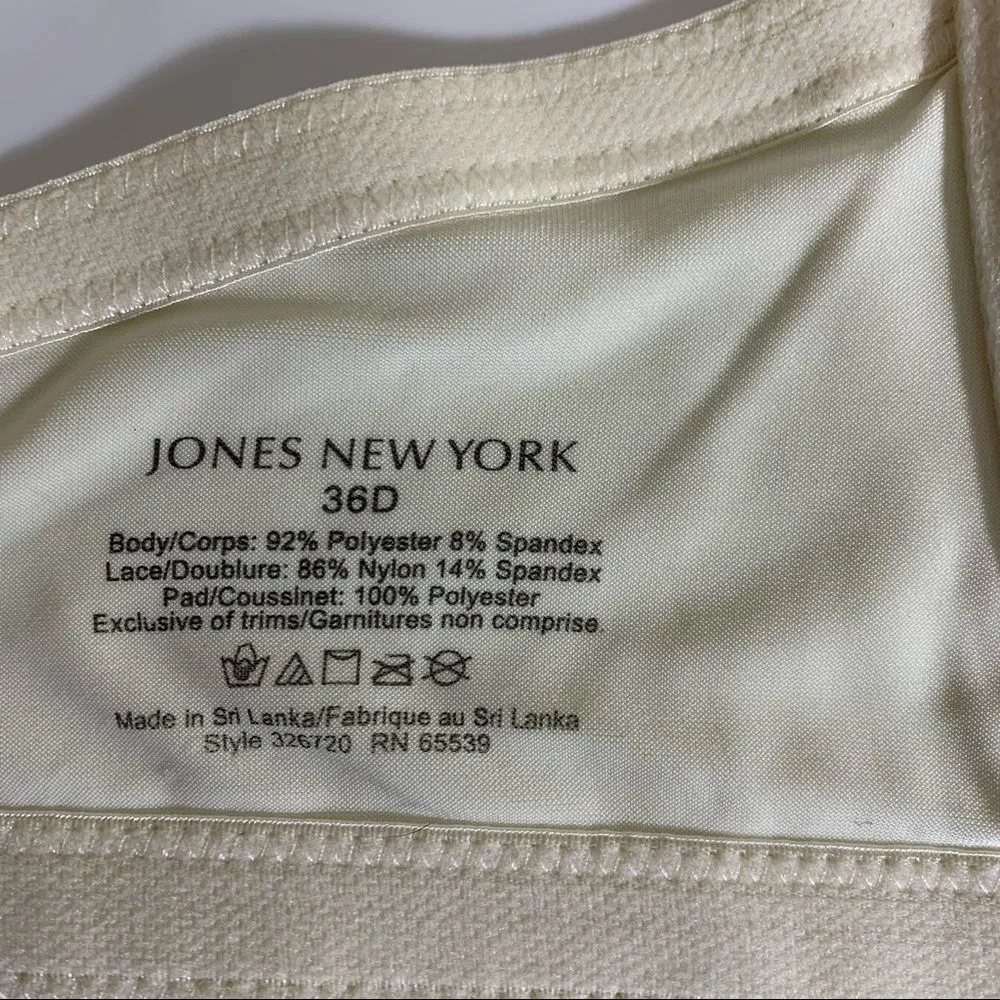 JONES NEW YORK
36D
Body/Corps: 92% Polyester 8% Spandex
Lace/Doublure: 86% Nylon 14% Spandex
Pad/Coussinet: 100% Polyester
Exclusive of trims/Garnitures non comprise.
Made in Sri Lanka/Fabrique au Sri Lanka
Style 326720 RN 65539